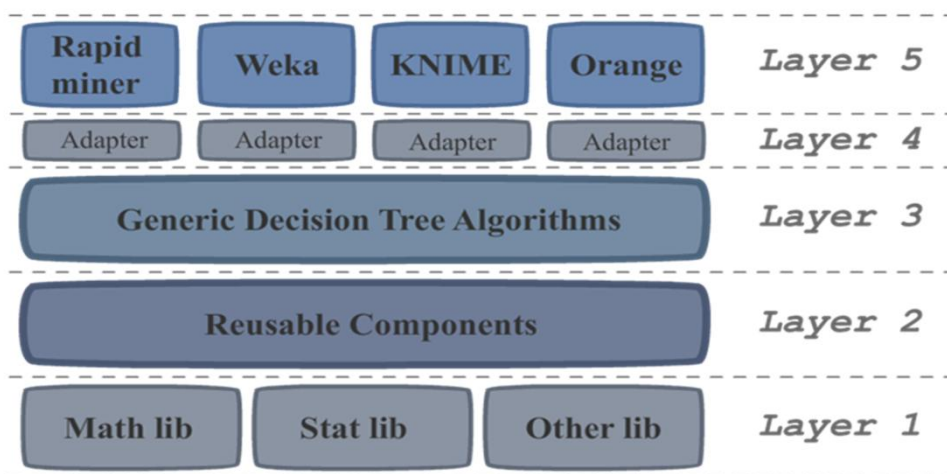 Rapid
miner
Weka
KNIME
Orange
Layer 5
Adapter
Adapter
Adapter
Adapter
Layer 4
Generic Decision Tree Algorithms
Layer 3
Reusable Components
Layer 2
Math lib
Stat lib
Other lib
Layer 1